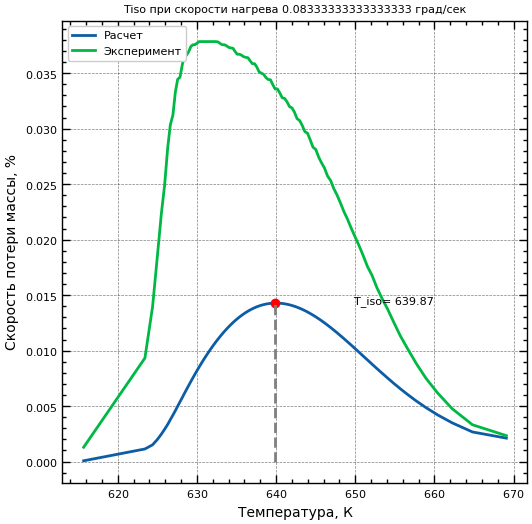 Tiso при скорости нагрева 0.08333333333333333 град/сек
Расчет
Эксперимент
Скорость потери массы, %
0.035
0.030
0.025
0.020
0.015
0.010
0.005
0.000
T_iso= 639.87
620 630 640 650 660 670
Температура, К